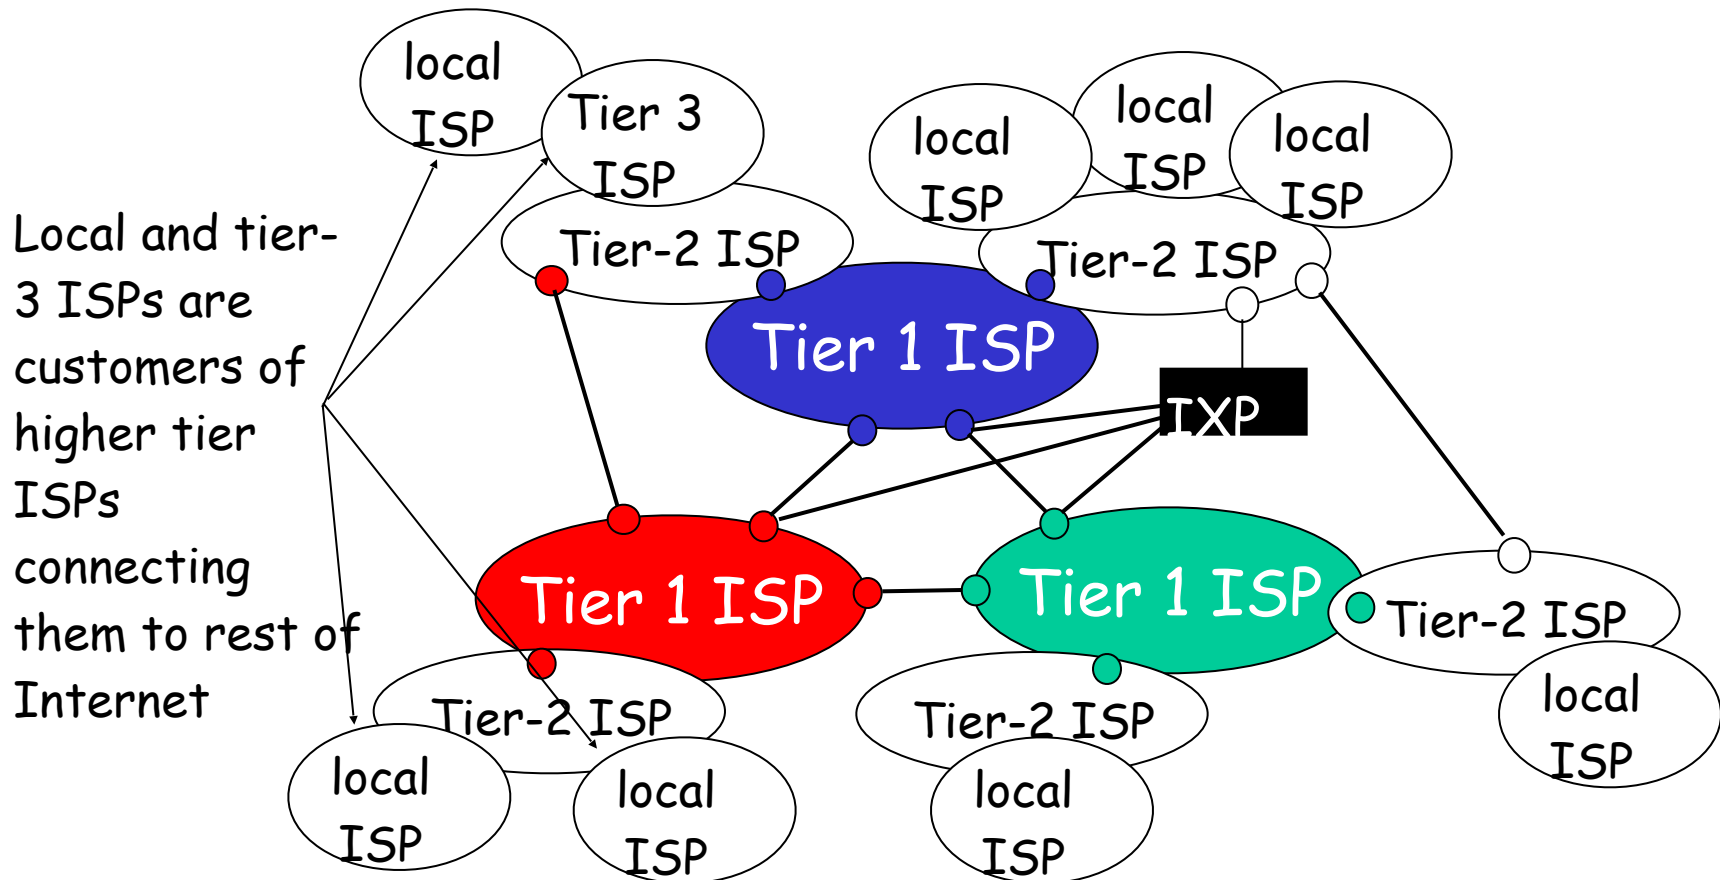 local
ISP
Tier 3
ISP
local
ISP
local
ISP
local
ISP
Local and tier-
3 ISPs are
customers of
higher tier
ISPs
connecting
them to rest of
Internet
Tier-2 ISP
Tier-2 ISP
Tier 1 ISP
IXP
Tier 1 ISP
Tier 1 ISP
Tier-2 ISP
local
ISP
Tier-2 ISP
local
ISP
local
ISP
Tier-2 ISP
local
ISP